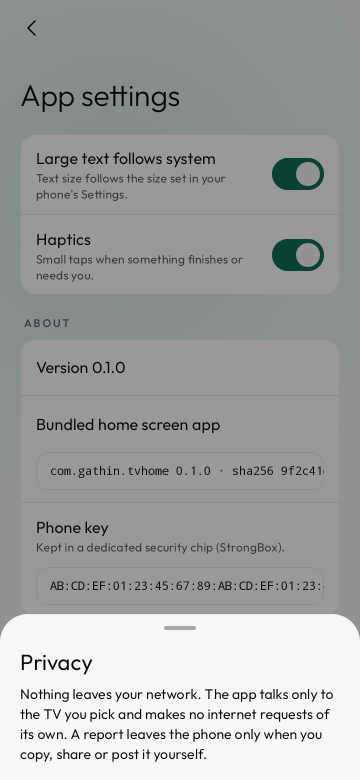 App settings
Large text follows system
Text size follows the size set in your
phone's Settings.
Haptics
Small taps when something finishes or
needs you.
ABOUT
Version 0.1.0
Bundled home screen app
com.gathin.tvhome 0.1.0 · sha256 9f2c41
Phone key
Kept in a dedicated security chip (StrongBox).
AB:CD:EF:01:23:45:67:89:AB:CD:EF:01:23:
Privacy
Nothing leaves your network. The app talks only to
the TV you pick and makes no internet requests of
its own. A report leaves the phone only when you
copy, share or post it yourself.